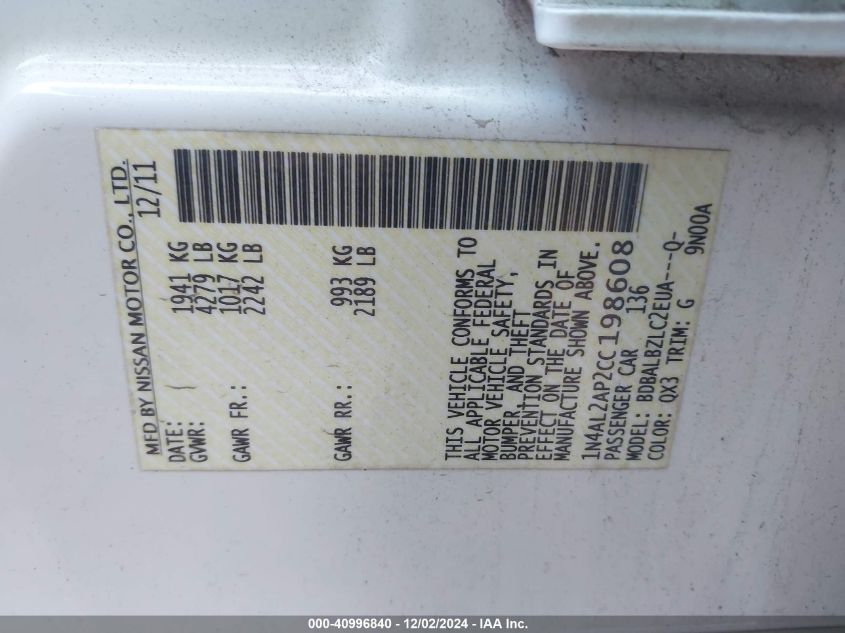 MFD BY NISSAN MOTOR CO., LTD.
DATE: 12/11
GVWR: 1941 KG
4279 LB
GAWR FR.: 1017 KG
2242 LB
GAWR RR.: 993 KG
2189 LB
THIS VEHICLE CONFORMS TO
ALL APPLICABLE FEDERAL
MOTOR VEHICLE SAFETY,
BUMPER, AND THEFT
PREVENTION STANDARDS IN
EFFECT ON THE DATE OF
MANUFACTURE SHOWN ABOVE.
1N4AL2AP2CC198608
PASSENGER CAR 136
MODEL: BDBALBZLC2EUA---Q-
COLOR: QX3 TRIM: G 9N00A
000-40996840 - 12/02/2024 - IAA Inc.